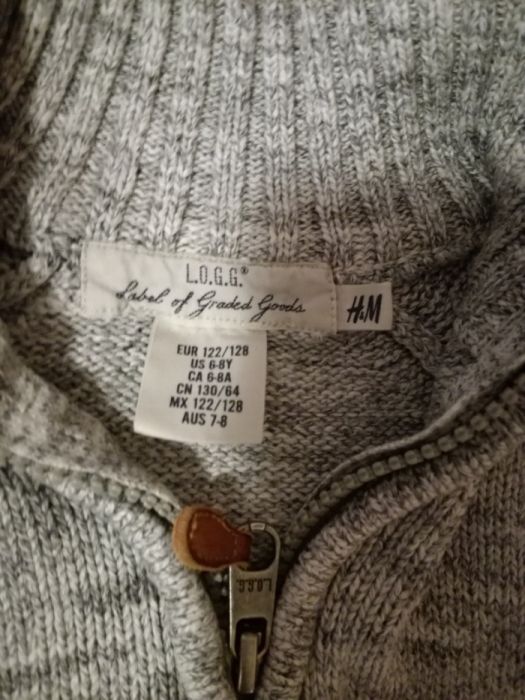 L.O.G.G.®
Label of Graded Goods
H&M
EUR 122/128
US 6-8Y
CA 6-8A
CN 130/64
MX 122/128
AUS 7-8
L.O.G.G.